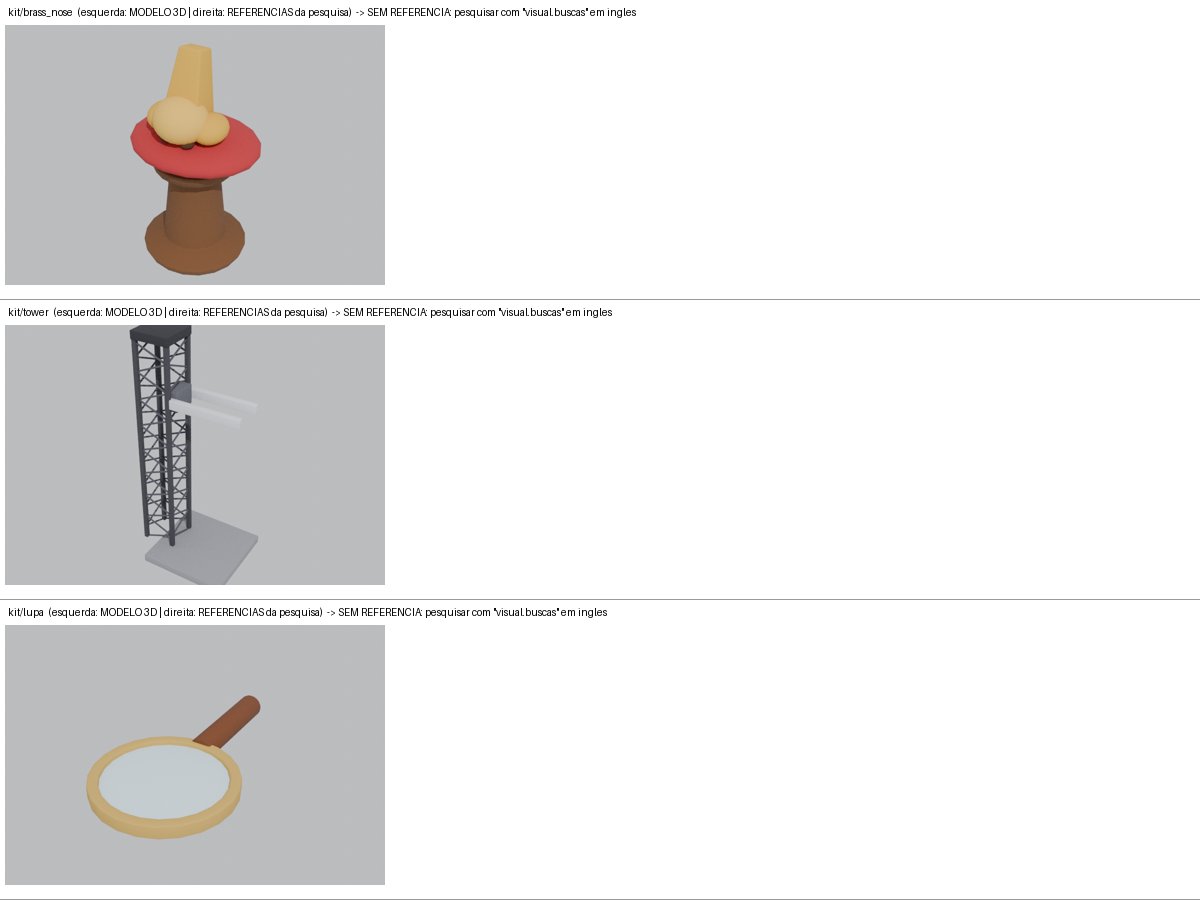 kit/brass_nose (esquerda: MODELO 3D | direita: REFERENCIAS da pesquisa) -> SEM REFERENCIA: pesquisar com "visual.buscas" em ingles
kit/tower (esquerda: MODELO 3D | direita: REFERENCIAS da pesquisa) -> SEM REFERENCIA: pesquisar com "visual.buscas" em ingles
kit/lupa (esquerda: MODELO 3D | direita: REFERENCIAS da pesquisa) -> SEM REFERENCIA: pesquisar com "visual.buscas" em ingles